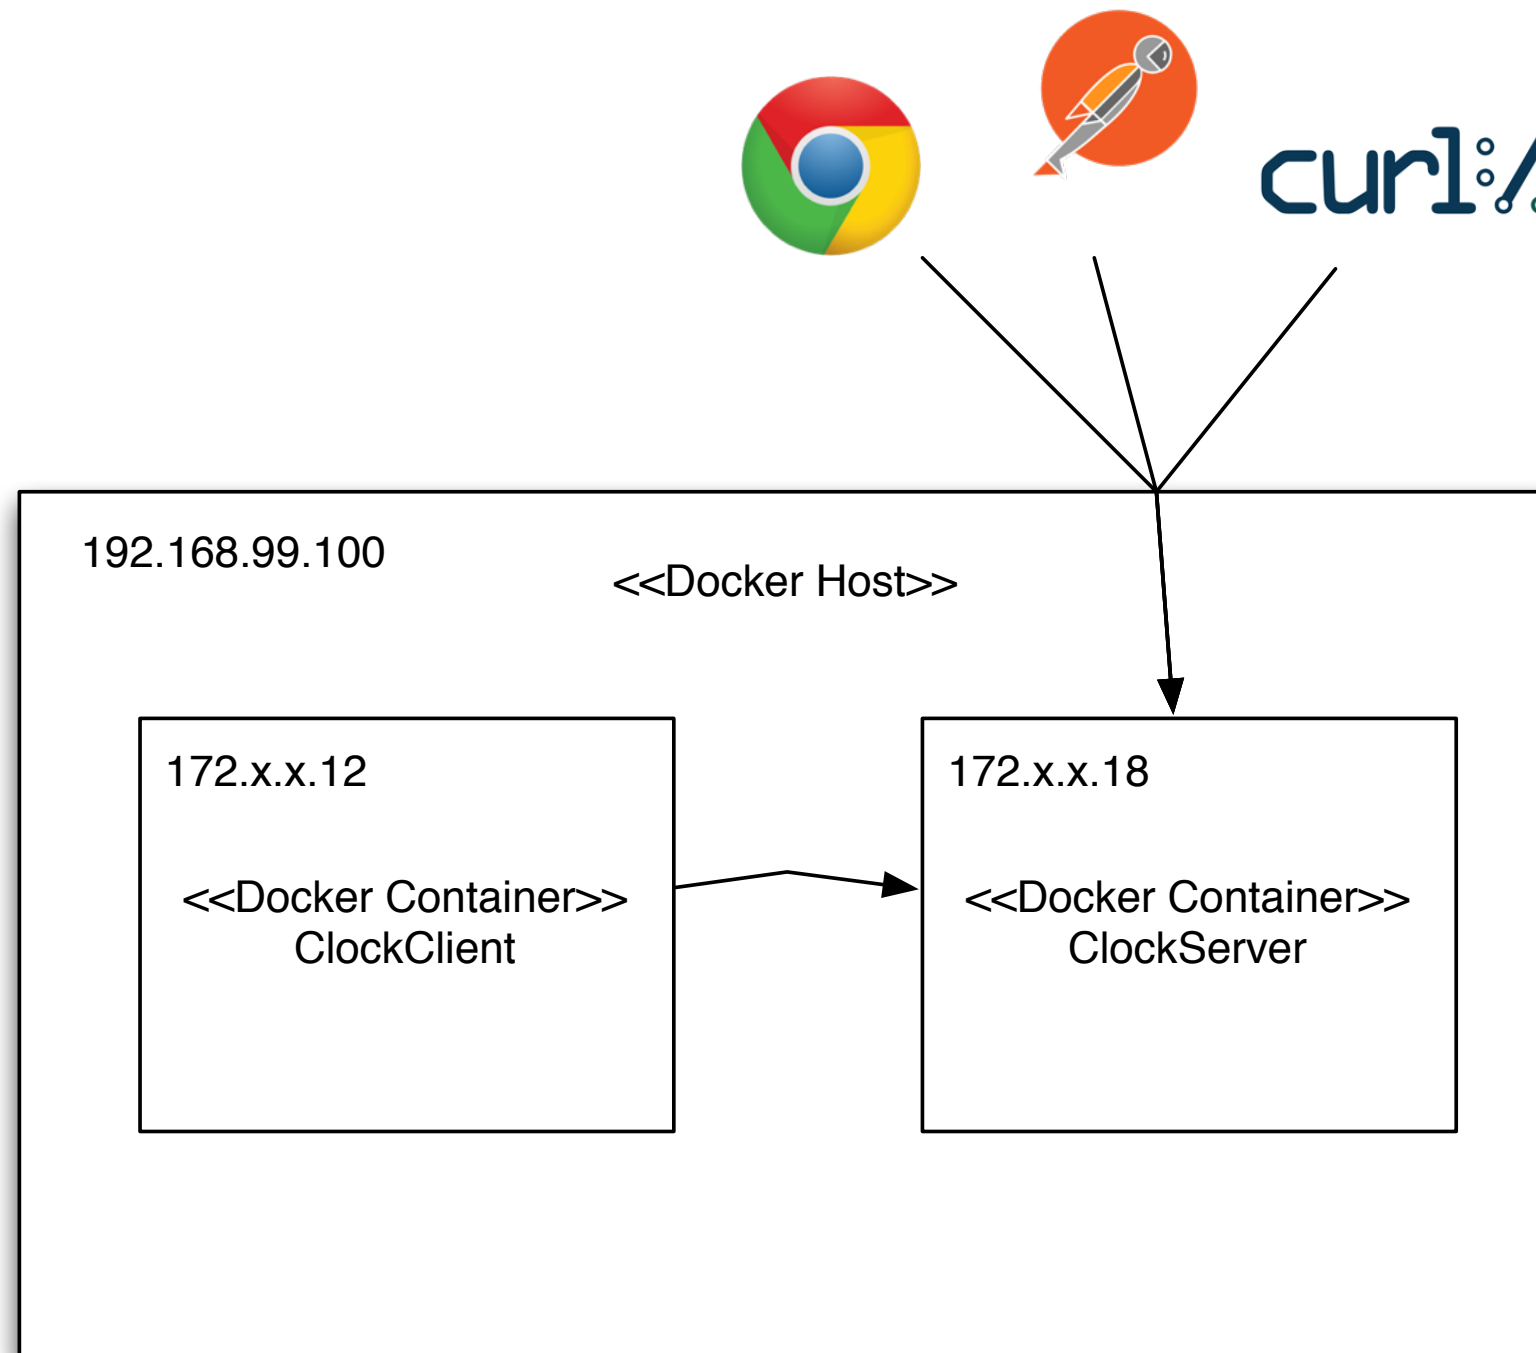 curl:/
192.168.99.100
<<Docker Host>>
172.x.x.12
<<Docker Container>>
ClockClient
172.x.x.18
<<Docker Container>>
ClockServer